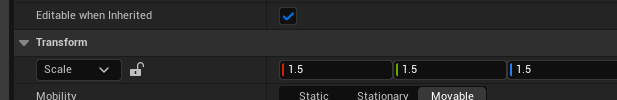 Editable when Inherited
Transform
Scale 1.5 1.5 1.5
Mobility Static Stationary Movable